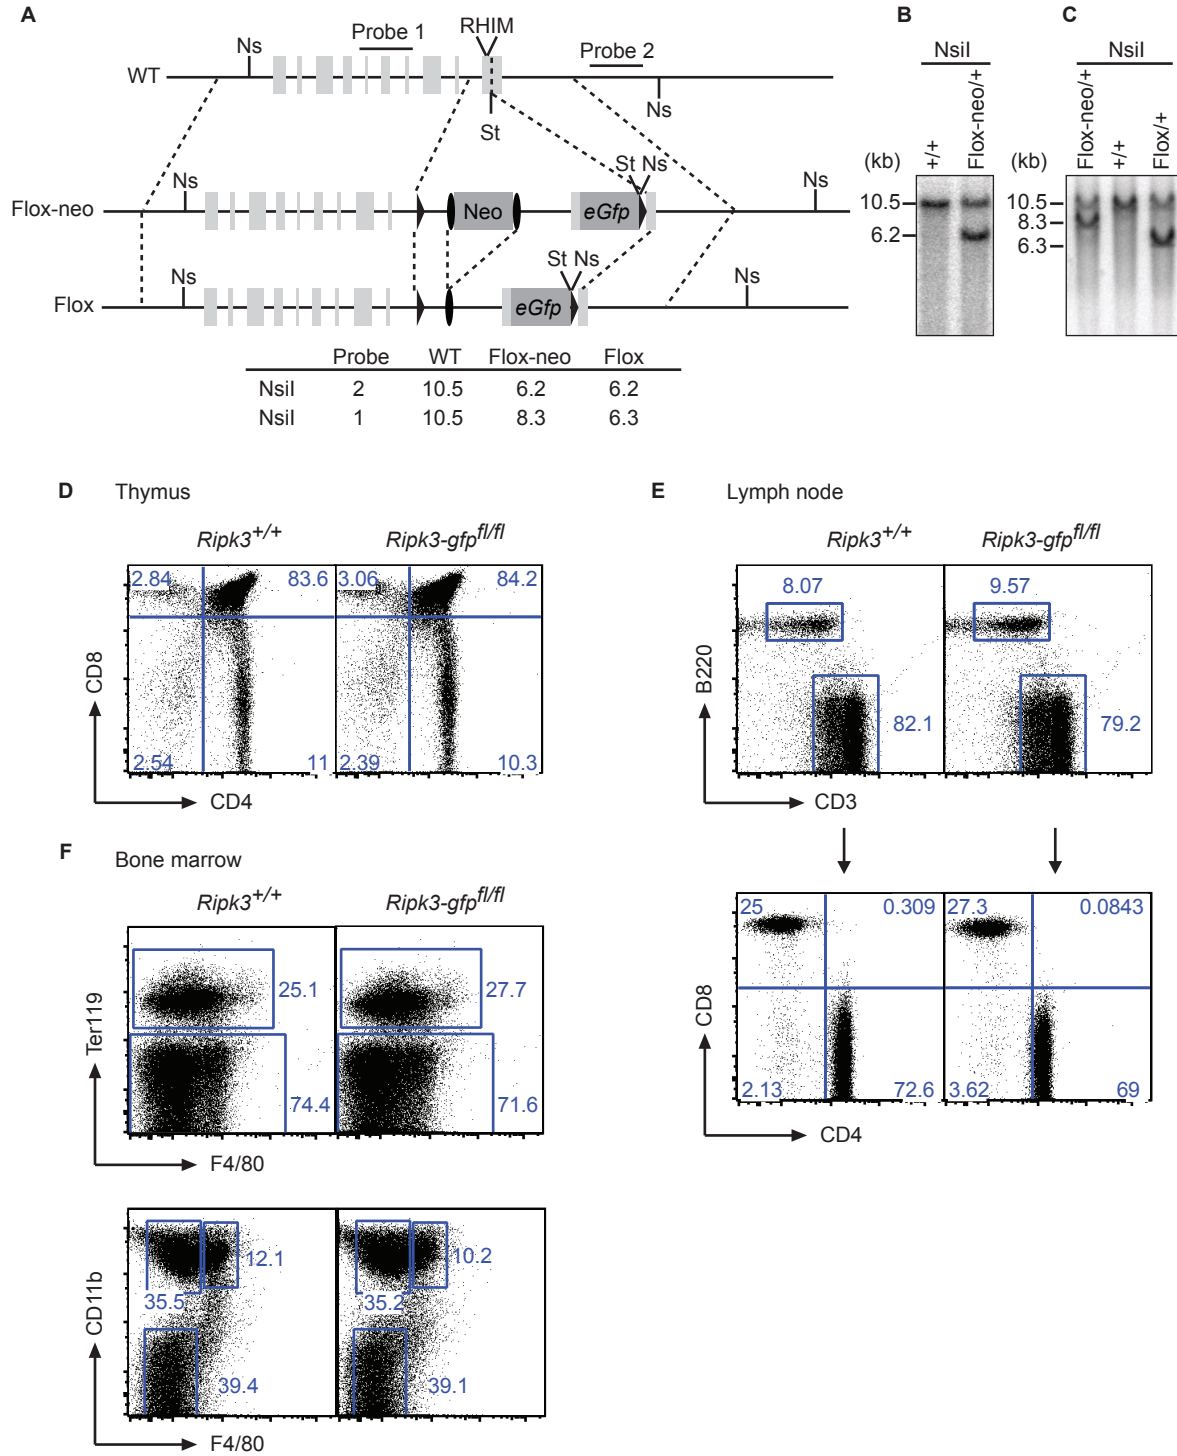 A
WT
Ns
Probe 1
RHIM
Probe 2
Ns
St
Flox-neo
Ns
Neo
eGfp
St Ns
Ns
Flox
Ns
eGfp
St Ns
Ns
Probe WT Flox-neo Flox
NsiI 2 10.5 6.2 6.2
NsiI 1 10.5 8.3 6.3
B
NsiI
(kb) +/+ Flox-neo/+
10.5
6.2
C
NsiI
(kb) Flox-neo/+ +/+ Flox/+
10.5
8.3
6.3
D Thymus
Ripk3+/+ Ripk3-gfpfl/fl
2.84 83.6 3.06 84.2
2.54 11 2.39 10.3
CD8
CD4
E Lymph node
Ripk3+/+ Ripk3-gfpfl/fl
8.07 9.57
82.1 79.2
B220
CD3
25 0.309 27.3 0.0843
2.13 72.6 3.62 69
CD8
CD4
F Bone marrow
Ripk3+/+ Ripk3-gfpfl/fl
25.1 27.7
74.4 71.6
Ter119
F4/80
12.1 10.2
35.5 35.2
39.4 39.1
CD11b
F4/80